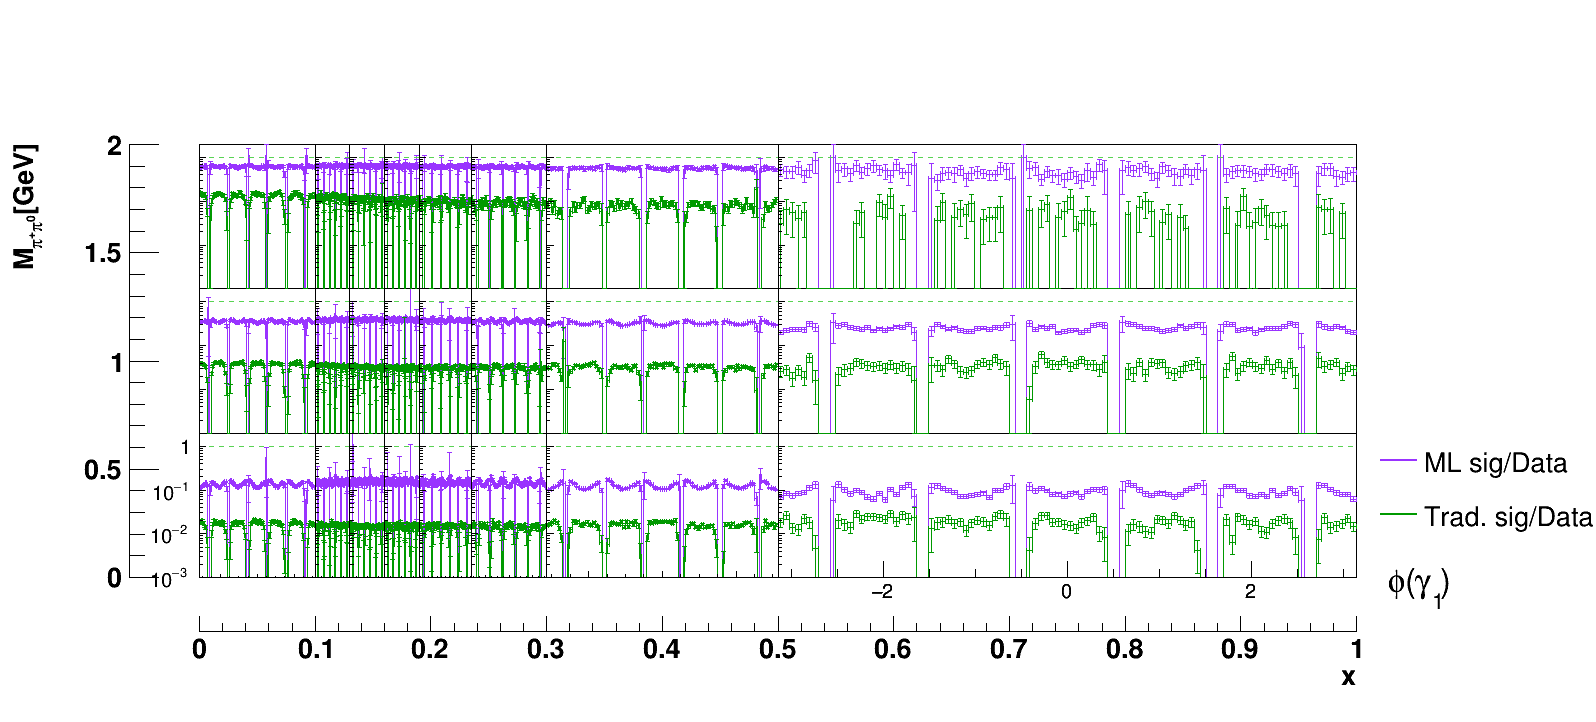 M π⁺π⁰ [GeV]
2
1.5
1
0.5
0
1
10⁻¹
10⁻²
10⁻³
ML sig/Data
Trad. sig/Data
−2 0 2
ϕ(γ₁)
0 0.1 0.2 0.3 0.4 0.5 0.6 0.7 0.8 0.9 1
x